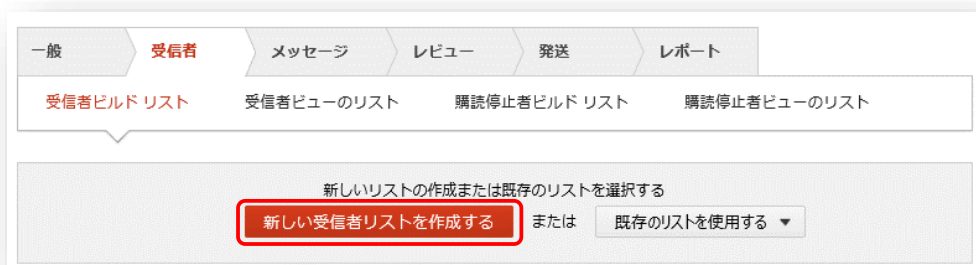 一般 受信者 メッセージ レビュー 発送 レポート
受信者ビルド リスト 受信者ビューのリスト 購読停止者ビルド リスト 購読停止者ビューのリスト
新しいリストの作成または既存のリストを選択する
新しい受信者リストを作成する または 既存のリストを使用する